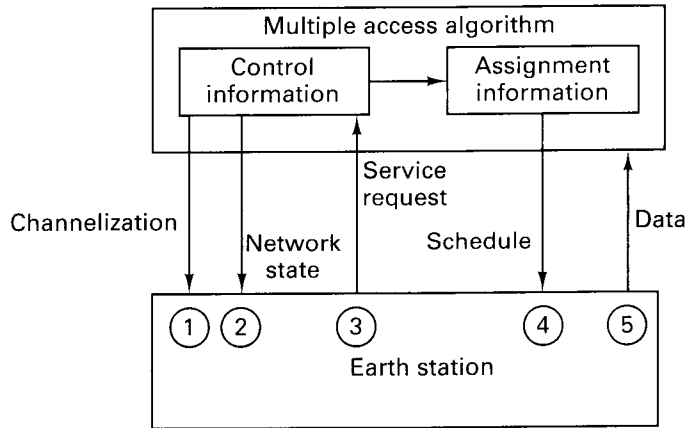 Multiple access algorithm
Control
information
Assignment
information
Service
request
Channelization
Network
state
Schedule
Data
1
2
3
4
5
Earth station